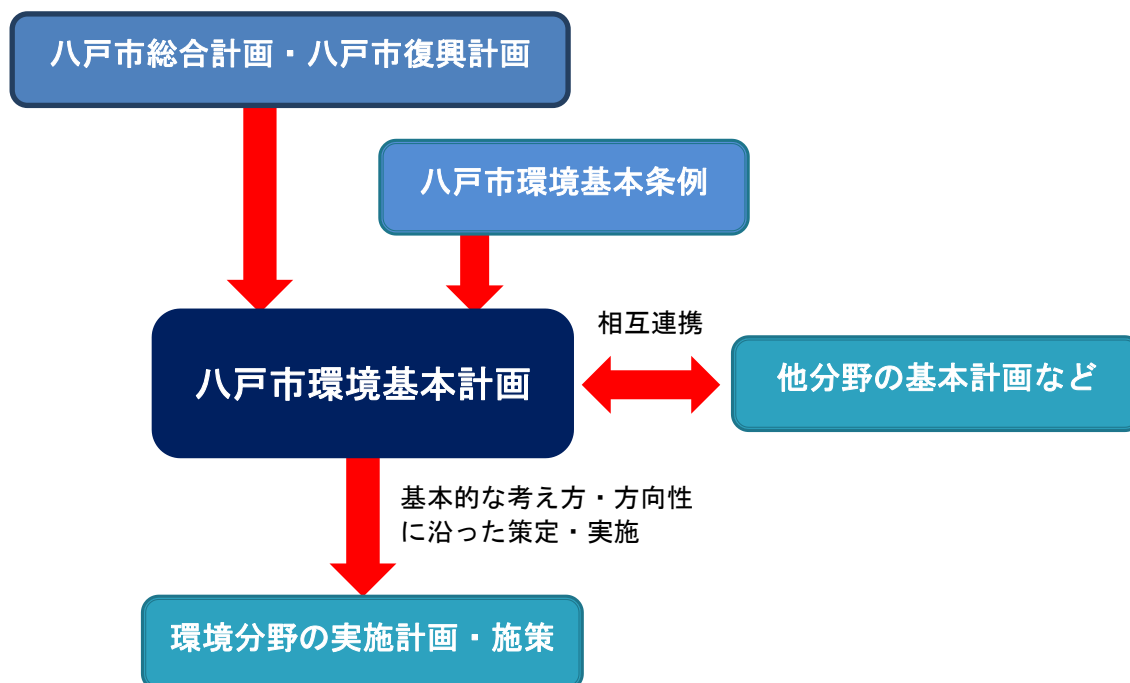 八戸市総合計画・八戸市復興計画
八戸市環境基本条例
相互連携
八戸市環境基本計画
他分野の基本計画など
基本的な考え方・方向性
に沿った策定・実施
環境分野の実施計画・施策